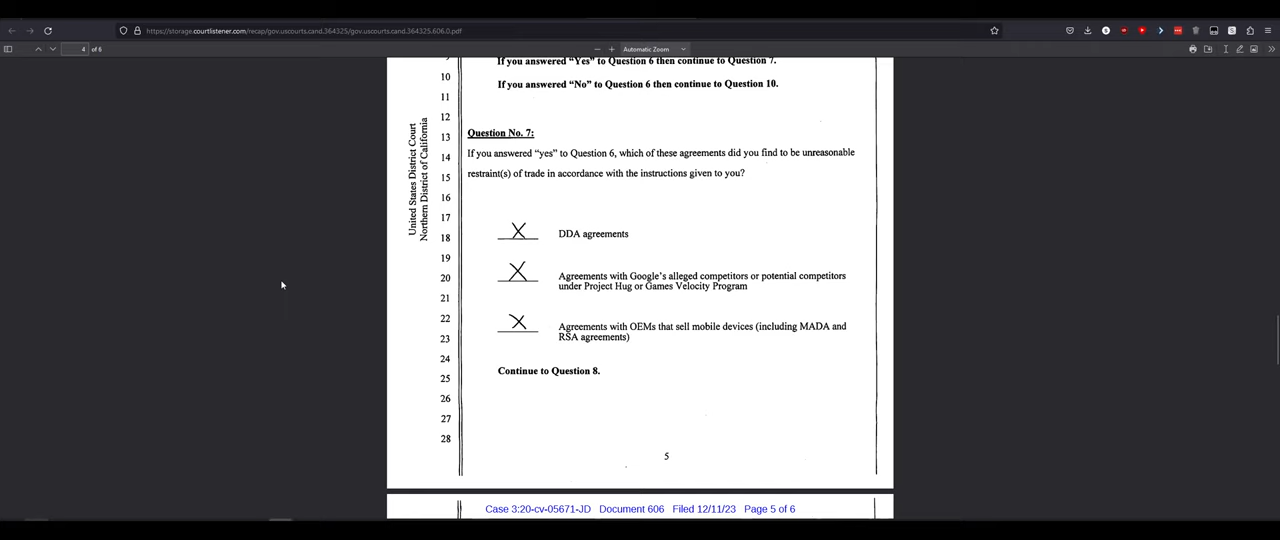 https://storage.courtlistener.com/recap/gov.uscourts.cand.364325/gov.uscourts.cand.364325.606.0.pdf
4 of 6
Automatic Zoom
If you answered “Yes” to Question 6 then continue to Question 7.
10
If you answered “No” to Question 6 then continue to Question 10.
11
12
13
Question No. 7:
14
If you answered “yes” to Question 6, which of these agreements did you find to be unreasonable
15
restraint(s) of trade in accordance with the instructions given to you?
16
17
18
X DDA agreements
19
20
X Agreements with Google’s alleged competitors or potential competitors
under Project Hug or Games Velocity Program
21
22
X Agreements with OEMs that sell mobile devices (including MADA and
23
RSA agreements)
24
25
Continue to Question 8.
26
27
28
United States District Court
Northern District of California
5
Case 3:20-cv-05671-JD Document 606 Filed 12/11/23 Page 5 of 6